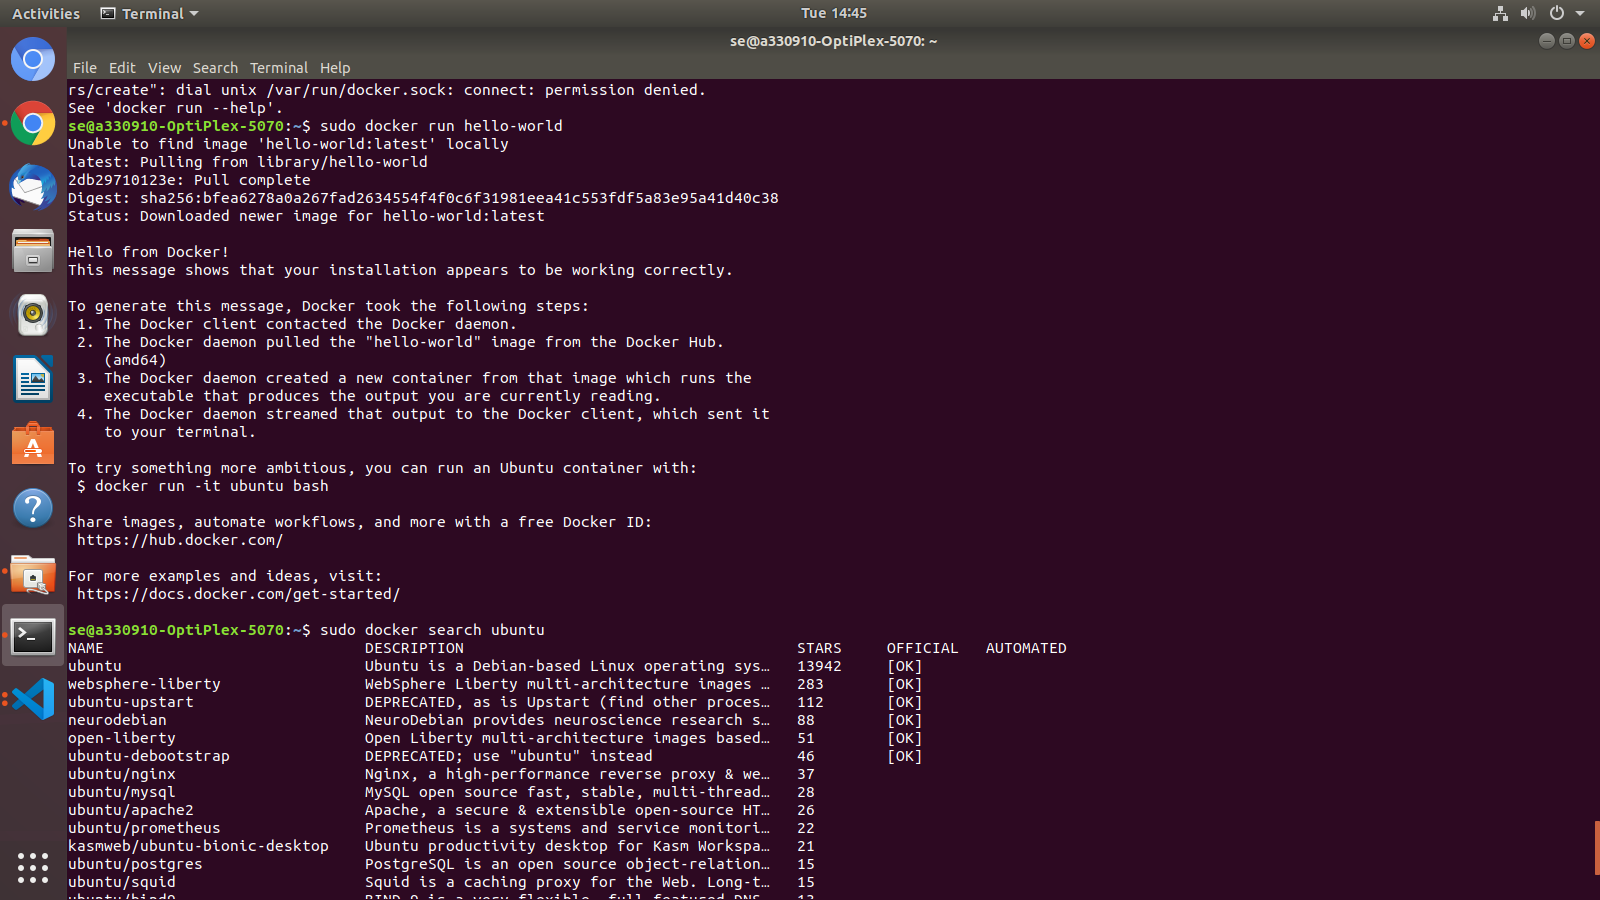 Activities Terminal Tue 14:45
se@a330910-OptiPlex-5070: ~
File Edit View Search Terminal Help
rs/create": dial unix /var/run/docker.sock: connect: permission denied.
See 'docker run --help'.
se@a330910-OptiPlex-5070:~$ sudo docker run hello-world
Unable to find image 'hello-world:latest' locally
latest: Pulling from library/hello-world
2db29710123e: Pull complete
Digest: sha256:bfea6278a0a267fad2634554f4f0c6f31981eea41c553fdf5a83e95a41d40c38
Status: Downloaded newer image for hello-world:latest
Hello from Docker!
This message shows that your installation appears to be working correctly.
To generate this message, Docker took the following steps:
1. The Docker client contacted the Docker daemon.
2. The Docker daemon pulled the "hello-world" image from the Docker Hub.
(amd64)
3. The Docker daemon created a new container from that image which runs the
executable that produces the output you are currently reading.
4. The Docker daemon streamed that output to the Docker client, which sent it
to your terminal.
To try something more ambitious, you can run an Ubuntu container with:
$ docker run -it ubuntu bash
Share images, automate workflows, and more with a free Docker ID:
https://hub.docker.com/
For more examples and ideas, visit:
https://docs.docker.com/get-started/
se@a330910-OptiPlex-5070:~$ sudo docker search ubuntu
NAME DESCRIPTION STARS OFFICIAL AUTOMATED
ubuntu Ubuntu is a Debian-based Linux operating sys… 13942 [OK]
websphere-liberty WebSphere Liberty multi-architecture images … 283 [OK]
ubuntu-upstart DEPRECATED, as is Upstart (find other proces… 112 [OK]
neurodebian NeuroDebian provides neuroscience research s… 88 [OK]
open-liberty Open Liberty multi-architecture images based… 51 [OK]
ubuntu-debootstrap DEPRECATED; use "ubuntu" instead 46 [OK]
ubuntu/nginx Nginx, a high-performance reverse proxy & we… 37
ubuntu/mysql MySQL open source fast, stable, multi-thread… 28
ubuntu/apache2 Apache, a secure & extensible open-source HT… 26
ubuntu/prometheus Prometheus is a systems and service monitori… 22
kasmweb/ubuntu-bionic-desktop Ubuntu productivity desktop for Kasm Workspa… 21
ubuntu/postgres PostgreSQL is an open source object-relation… 15
ubuntu/squid Squid is a caching proxy for the Web. Long-t… 15
ubuntu/bind9 BIND 9 is a very flexible, full-featured DNS… 13